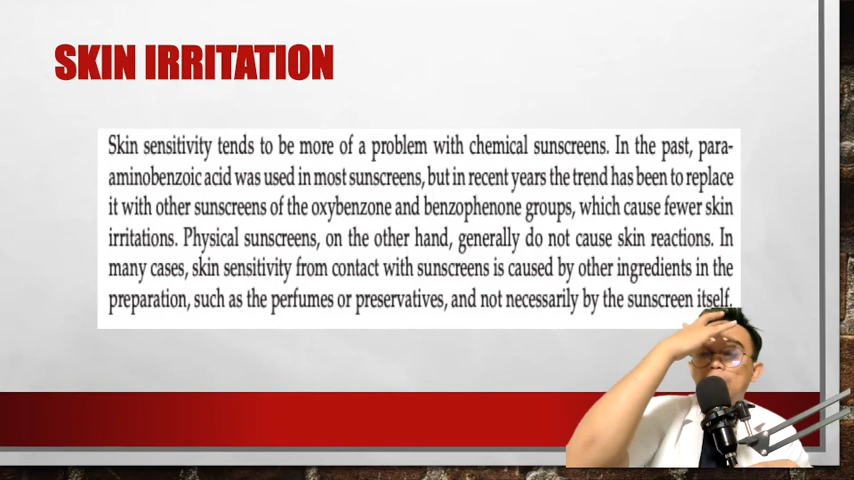 SKIN IRRITATION
Skin sensitivity tends to be more of a problem with chemical sunscreens. In the past, para-
aminobenzoic acid was used in most sunscreens, but in recent years the trend has been to replace
it with other sunscreens of the oxybenzone and benzophenone groups, which cause fewer skin
irritations. Physical sunscreens, on the other hand, generally do not cause skin reactions. In
many cases, skin sensitivity from contact with sunscreens is caused by other ingredients in the
preparation, such as the perfumes or preservatives, and not necessarily by the sunscreen itself.